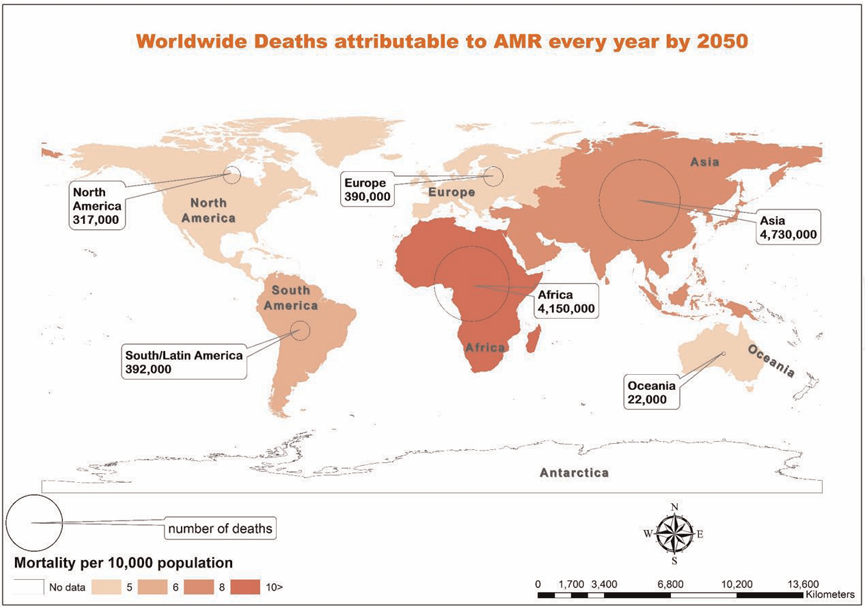 Worldwide Deaths attributable to AMR every year by 2050
North
America
317,000
North
America
Europe
390,000
Europe
Asia
Asia
4,730,000
South
America
Africa
4,150,000
South/Latin America
392,000
Africa
Oceania
Oceania
22,000
Antarctica
number of deaths
N
W E
S
Mortality per 10,000 population
No data 5 6 8 10>
0 1,700 3,400 6,800 10,200 13,600
Kilometers